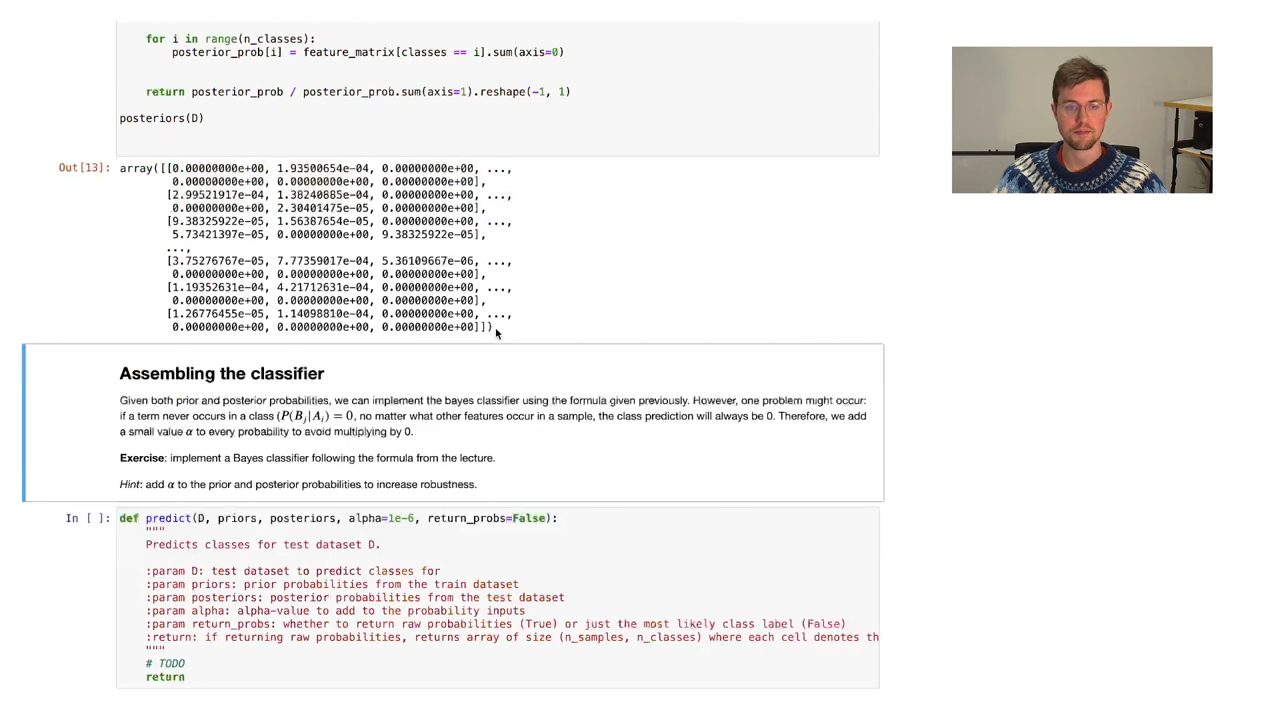 for i in range(n_classes):
posterior_prob[i] = feature_matrix[classes == i].sum(axis=0)
return posterior_prob / posterior_prob.sum(axis=1).reshape(-1, 1)
posteriors(D)
Out[13]: array([[0.00000000e+00, 1.93500654e-04, 0.00000000e+00, ...,
0.00000000e+00, 0.00000000e+00, 0.00000000e+00],
[2.99521917e-04, 1.38240885e-04, 0.00000000e+00, ...,
0.00000000e+00, 2.30401475e-05, 0.00000000e+00],
[9.38325922e-05, 1.56387654e-04, 0.00000000e+00, ...,
5.73421397e-05, 0.00000000e+00, 9.38325922e-05],
...,
[3.75276767e-05, 7.77359017e-04, 5.36109667e-06, ...,
0.00000000e+00, 0.00000000e+00, 0.00000000e+00],
[1.19352631e-04, 4.21712631e-04, 0.00000000e+00, ...,
0.00000000e+00, 0.00000000e+00, 0.00000000e+00],
[1.26776455e-05, 1.14098810e-04, 0.00000000e+00, ...,
0.00000000e+00, 0.00000000e+00, 0.00000000e+00]])
Assembling the classifier
Given both prior and posterior probabilities, we can implement the bayes classifier using the formula given previously. However, one problem might occur:
if a term never occurs in a class (P(Bj|Ai) = 0, no matter what other features occur in a sample, the class prediction will always be 0. Therefore, we add
a small value α to every probability to avoid multiplying by 0.
Exercise: implement a Bayes classifier following the formula from the lecture.
Hint: add α to the prior and posterior probabilities to increase robustness.
In [ ]: def predict(D, priors, posteriors, alpha=1e-6, return_probs=False):
"""
Predicts classes for test dataset D.
:param D: test dataset to predict classes for
:param priors: prior probabilities from the train dataset
:param posteriors: posterior probabilities from the test dataset
:param alpha: alpha-value to add to the probability inputs
:param return_probs: whether to return raw probabilities (True) or just the most likely class label (False)
:return: if returning raw probabilities, returns array of size (n_samples, n_classes) where each cell denotes th
"""
# TODO
return